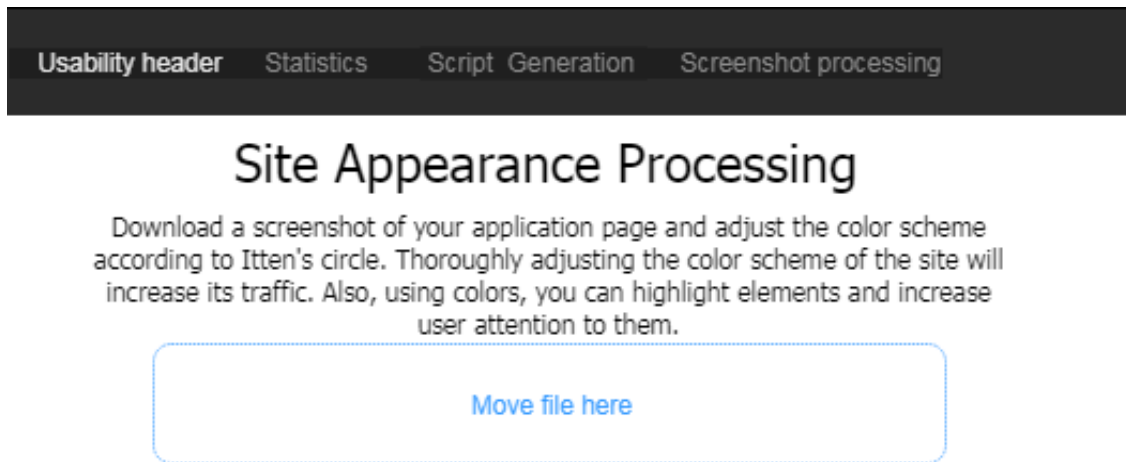 Usability header Statistics Script Generation Screenshot processing
Site Appearance Processing
Download a screenshot of your application page and adjust the color scheme
according to Itten's circle. Thoroughly adjusting the color scheme of the site will
increase its traffic. Also, using colors, you can highlight elements and increase
user attention to them.
Move file here